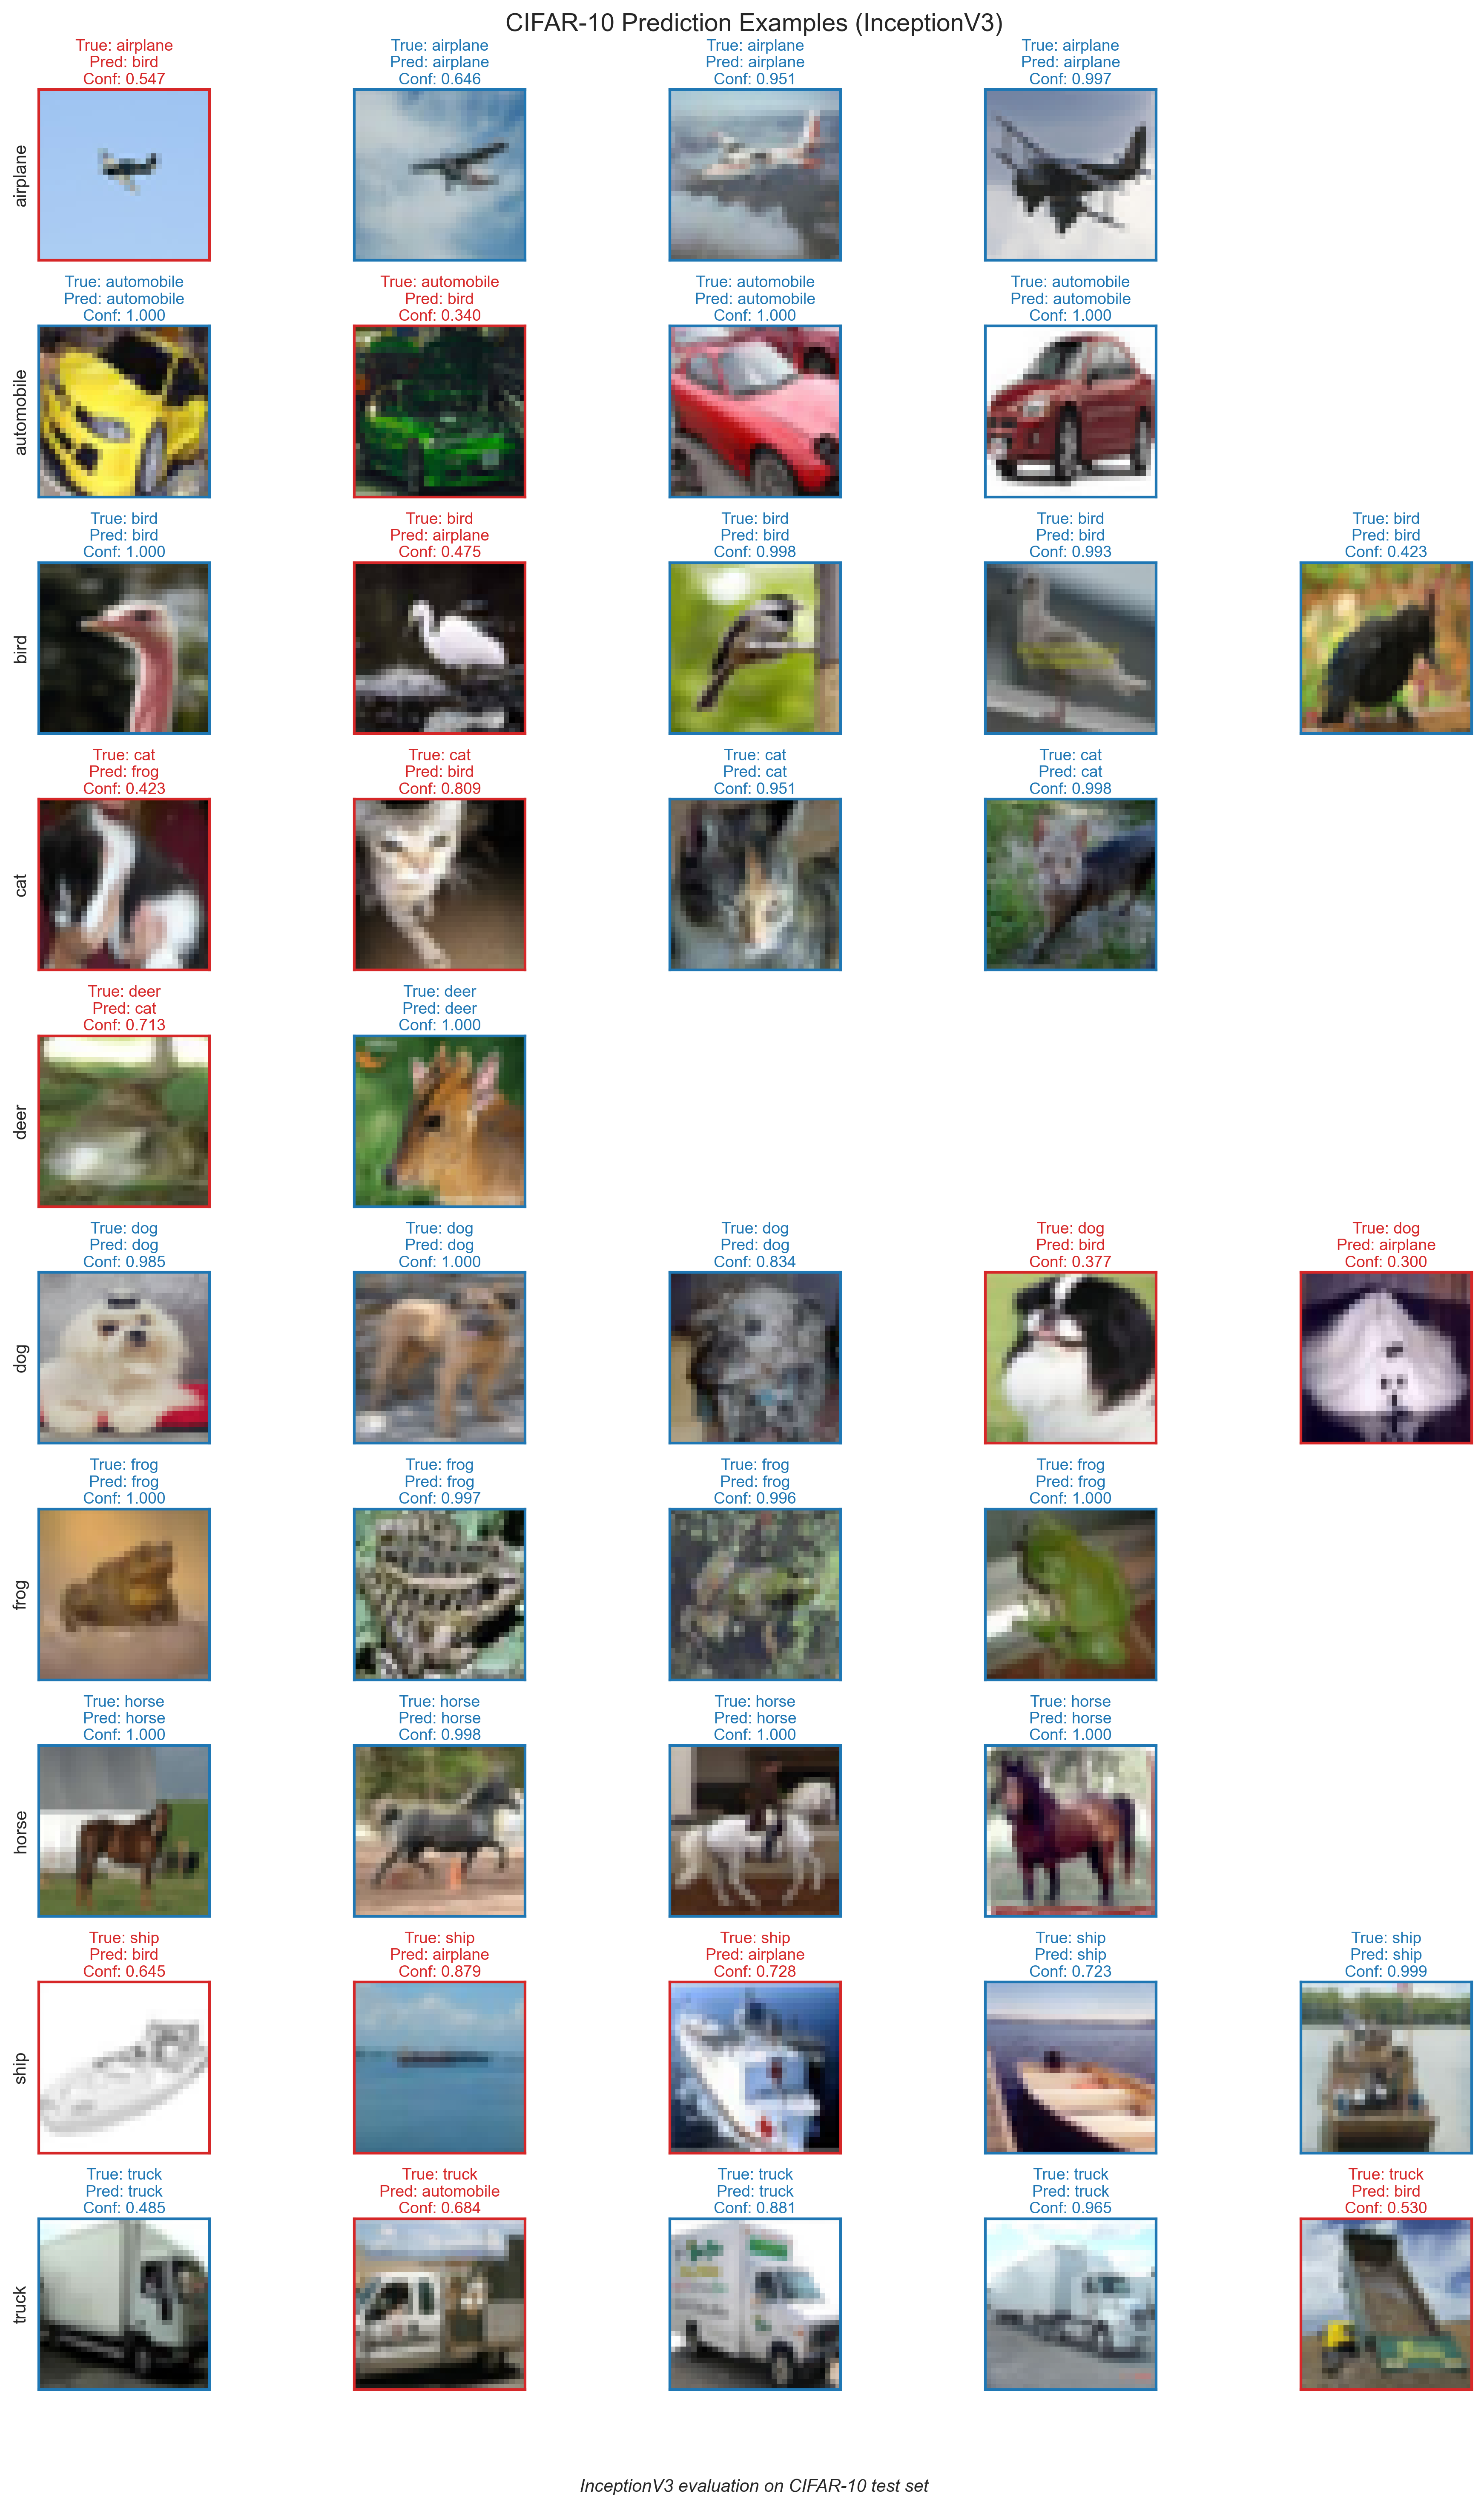 CIFAR-10 Prediction Examples (InceptionV3)
True: airplane
Pred: bird
Conf: 0.547
True: airplane
Pred: airplane
Conf: 0.646
True: airplane
Pred: airplane
Conf: 0.951
True: airplane
Pred: airplane
Conf: 0.997
airplane
True: automobile
Pred: automobile
Conf: 1.000
True: automobile
Pred: bird
Conf: 0.340
True: automobile
Pred: automobile
Conf: 1.000
True: automobile
Pred: automobile
Conf: 1.000
automobile
True: bird
Pred: bird
Conf: 1.000
True: bird
Pred: airplane
Conf: 0.475
True: bird
Pred: bird
Conf: 0.998
True: bird
Pred: bird
Conf: 0.993
True: bird
Pred: bird
Conf: 0.423
bird
True: cat
Pred: frog
Conf: 0.423
True: cat
Pred: bird
Conf: 0.809
True: cat
Pred: cat
Conf: 0.951
True: cat
Pred: cat
Conf: 0.998
cat
True: deer
Pred: cat
Conf: 0.713
True: deer
Pred: deer
Conf: 1.000
deer
True: dog
Pred: dog
Conf: 0.985
True: dog
Pred: dog
Conf: 1.000
True: dog
Pred: dog
Conf: 0.834
True: dog
Pred: bird
Conf: 0.377
True: dog
Pred: airplane
Conf: 0.300
dog
True: frog
Pred: frog
Conf: 1.000
True: frog
Pred: frog
Conf: 0.997
True: frog
Pred: frog
Conf: 0.996
True: frog
Pred: frog
Conf: 1.000
frog
True: horse
Pred: horse
Conf: 1.000
True: horse
Pred: horse
Conf: 0.998
True: horse
Pred: horse
Conf: 1.000
True: horse
Pred: horse
Conf: 1.000
horse
True: ship
Pred: bird
Conf: 0.645
True: ship
Pred: airplane
Conf: 0.879
True: ship
Pred: airplane
Conf: 0.728
True: ship
Pred: ship
Conf: 0.723
True: ship
Pred: ship
Conf: 0.999
ship
True: truck
Pred: truck
Conf: 0.485
True: truck
Pred: automobile
Conf: 0.684
True: truck
Pred: truck
Conf: 0.881
True: truck
Pred: truck
Conf: 0.965
True: truck
Pred: bird
Conf: 0.530
truck
InceptionV3 evaluation on CIFAR-10 test set